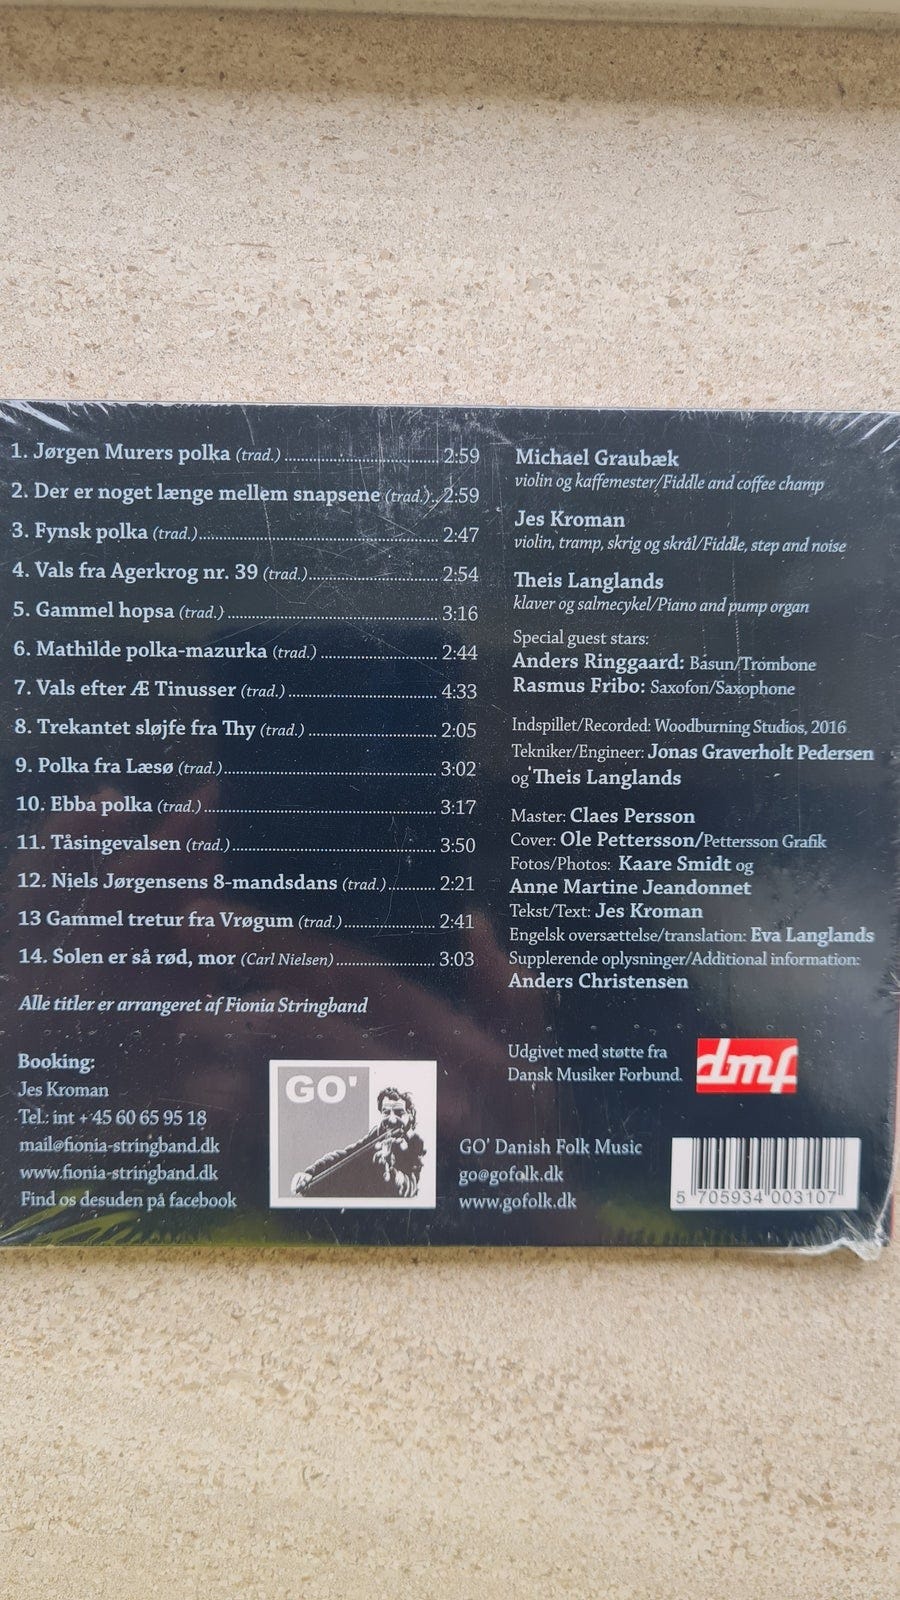 1. Jørgen Murers polka (trad.) 2:59
2. Der er noget længe mellem snapsene (trad.) 2:59
3. Fynsk polka (trad.) 2:47
4. Vals fra Agerkrog nr. 39 (trad.) 2:54
5. Gammel hopsa (trad.) 3:16
6. Mathilde polka-mazurka (trad.) 2:44
7. Vals efter Æ Tinusser (trad.) 4:33
8. Trekantet sløjfe fra Thy (trad.) 2:05
9. Polka fra Læsø (trad.) 3:02
10. Ebba polka (trad.) 3:17
11. Tåsingevalsen (trad.) 3:50
12. Niels Jørgensens 8-mandsdans (trad.) 2:21
13 Gammel tretur fra Vrøgum (trad.) 2:41
14. Solen er så rød, mor (Carl Nielsen) 3:03
Alle titler er arrangeret af Fionia Stringband
Booking:
Jes Kroman
Tel.: int + 45 60 65 95 18
mail@fionia-stringband.dk
www.fionia-stringband.dk
Find os desuden på facebook
GO'
Michael Graubæk
violin og kaffemester/Fiddle and coffee champ
Jes Kroman
violin, tramp, skrig og skrål/Fiddle, step and noise
Theis Langlands
klaver og salmecykel/Piano and pump organ
Special guest stars:
Anders Ringgaard: Basun/Trombone
Rasmus Fribo: Saxofon/Saxophone
Indspillet/Recorded: Woodburning Studios, 2016
Tekniker/Engineer: Jonas Graverholt Pedersen
og Theis Langlands
Master: Claes Persson
Cover: Ole Pettersson/Pettersson Grafik
Fotos/Photos: Kaare Smidt og
Anne Martine Jeandonnet
Tekst/Text: Jes Kroman
Engelsk oversættelse/translation: Eva Langlands
Supplerende oplysninger/Additional information:
Anders Christensen
Udgivet med støtte fra
Dansk Musiker Forbund.
dmf
GO' Danish Folk Music
go@gofolk.dk
www.gofolk.dk
5 705934 003107